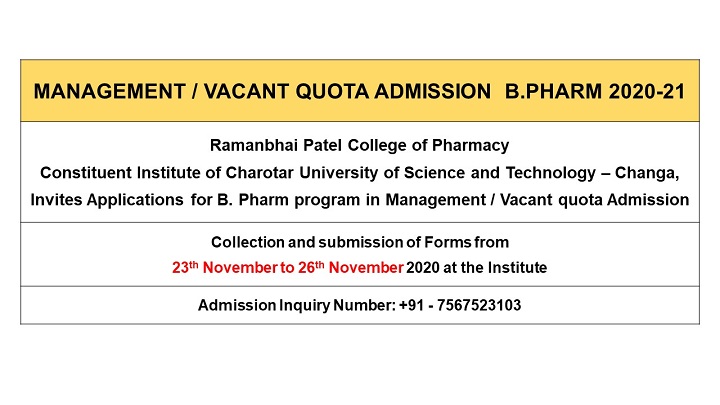 MANAGEMENT / VACANT QUOTA ADMISSION B.PHARM 2020-21
Ramanbhai Patel College of Pharmacy
Constituent Institute of Charotar University of Science and Technology – Changa,
Invites Applications for B. Pharm program in Management / Vacant quota Admission
Collection and submission of Forms from
23th November to 26th November 2020 at the Institute
Admission Inquiry Number: +91 - 7567523103